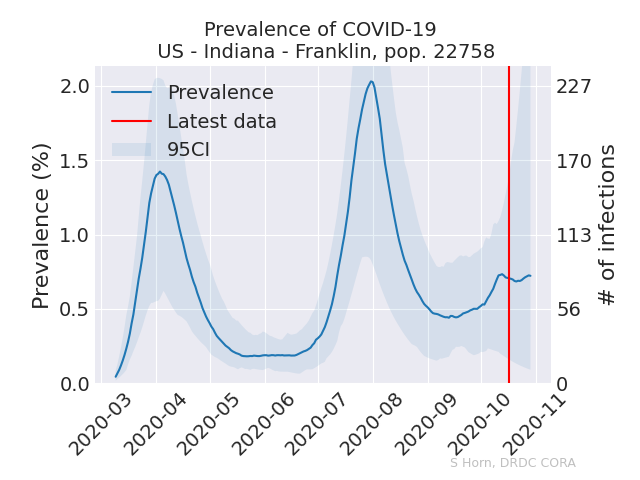 Prevalence of COVID-19
US - Indiana - Franklin, pop. 22758
Prevalence
Latest data
95CI
Prevalence (%)
2.0
1.5
1.0
0.5
0.0
227
170
113
56
0
# of infections
2020-03
2020-04
2020-05
2020-06
2020-07
2020-08
2020-09
2020-10
2020-11
S Horn, DRDC CORA